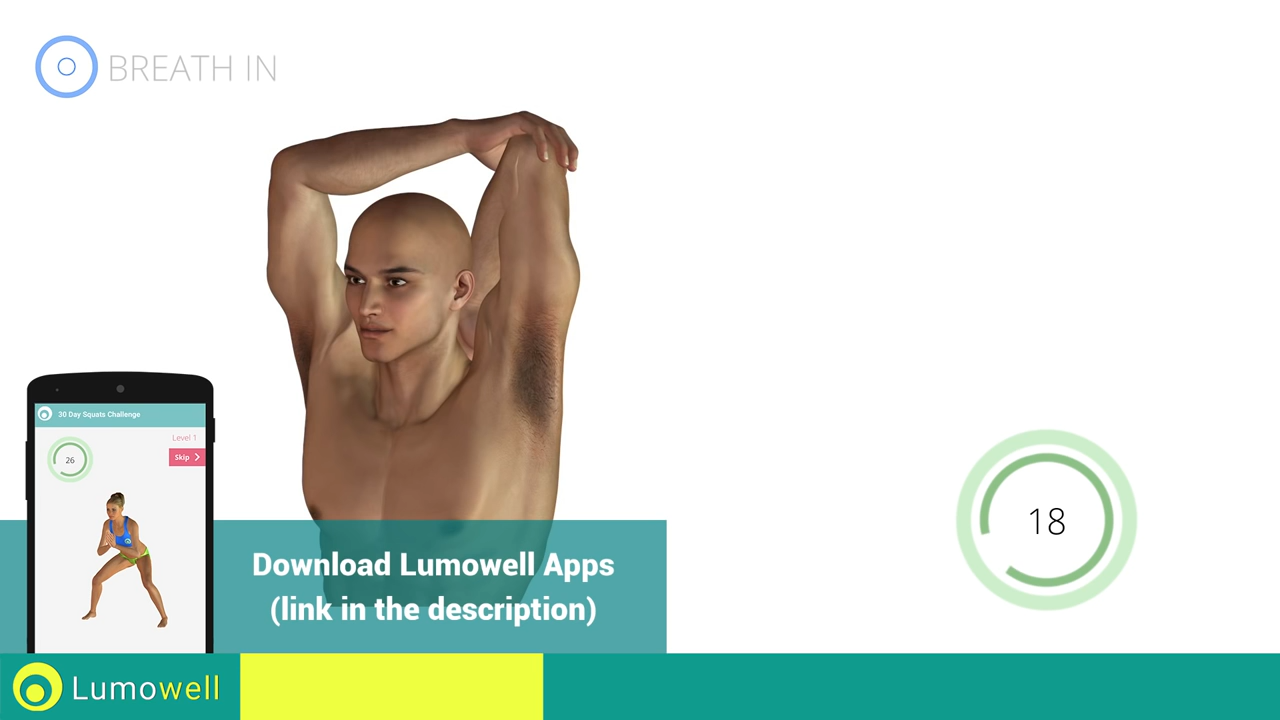 BREATH IN
30 Day Squats Challenge
Level 1
26
Skip
18
Download Lumowell Apps
(link in the description)
Lumowell